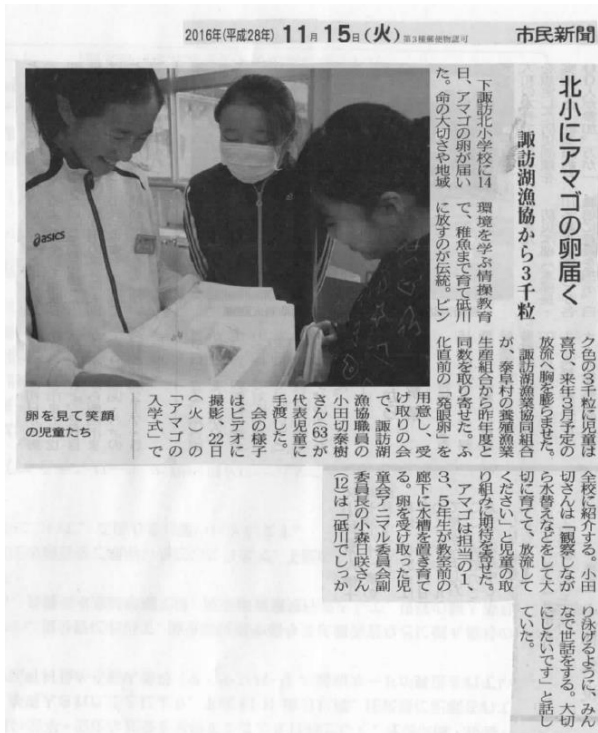 2016年(平成28年) 11月15日(火) 第3種郵便物認可 市民新聞
北小にアマゴの卵届く
諏訪湖漁協から3千粒
下諏訪北小学校に14
日、アマゴの卵が届い
た。命の大切さや地域
環境を学ぶ情操教育
で、稚魚まで育て砥川
に放すのが伝統。ピン
ク色の3千粒に児童は
喜び、来年3月予定の
放流へ胸を膨らませた。
諏訪湖漁業協同組合
が、泰阜村の養殖漁業
生産組合から昨年度と
同数を取り寄せた。ふ
化直前の「発眼卵」を
用意し、受
け取りの会
で、諏訪湖
漁協職員の
小田切泰樹
さん(63)が
代表児童に
手渡した。
会の様子
はビデオに
撮影、22日
(火)の
「アマゴの
入学式」で
全校に紹介する。小田
切さんは「観察しなが
ら水替えなどをして大
切に育てて、放流して
ください」と児童の取
り組みに期待を寄せた。
アマゴは担当の1、
3、5年生が教室前の
廊下に水槽を置き育て
る。卵を受け取った児
童会アニマル委員会副
委員長の小森日咲さん
(12)は「砥川でしっか
り泳げるように、みん
なで世話をする。大切
にしたいです」と話し
ていた。
卵を見て笑顔
の児童たち
asics